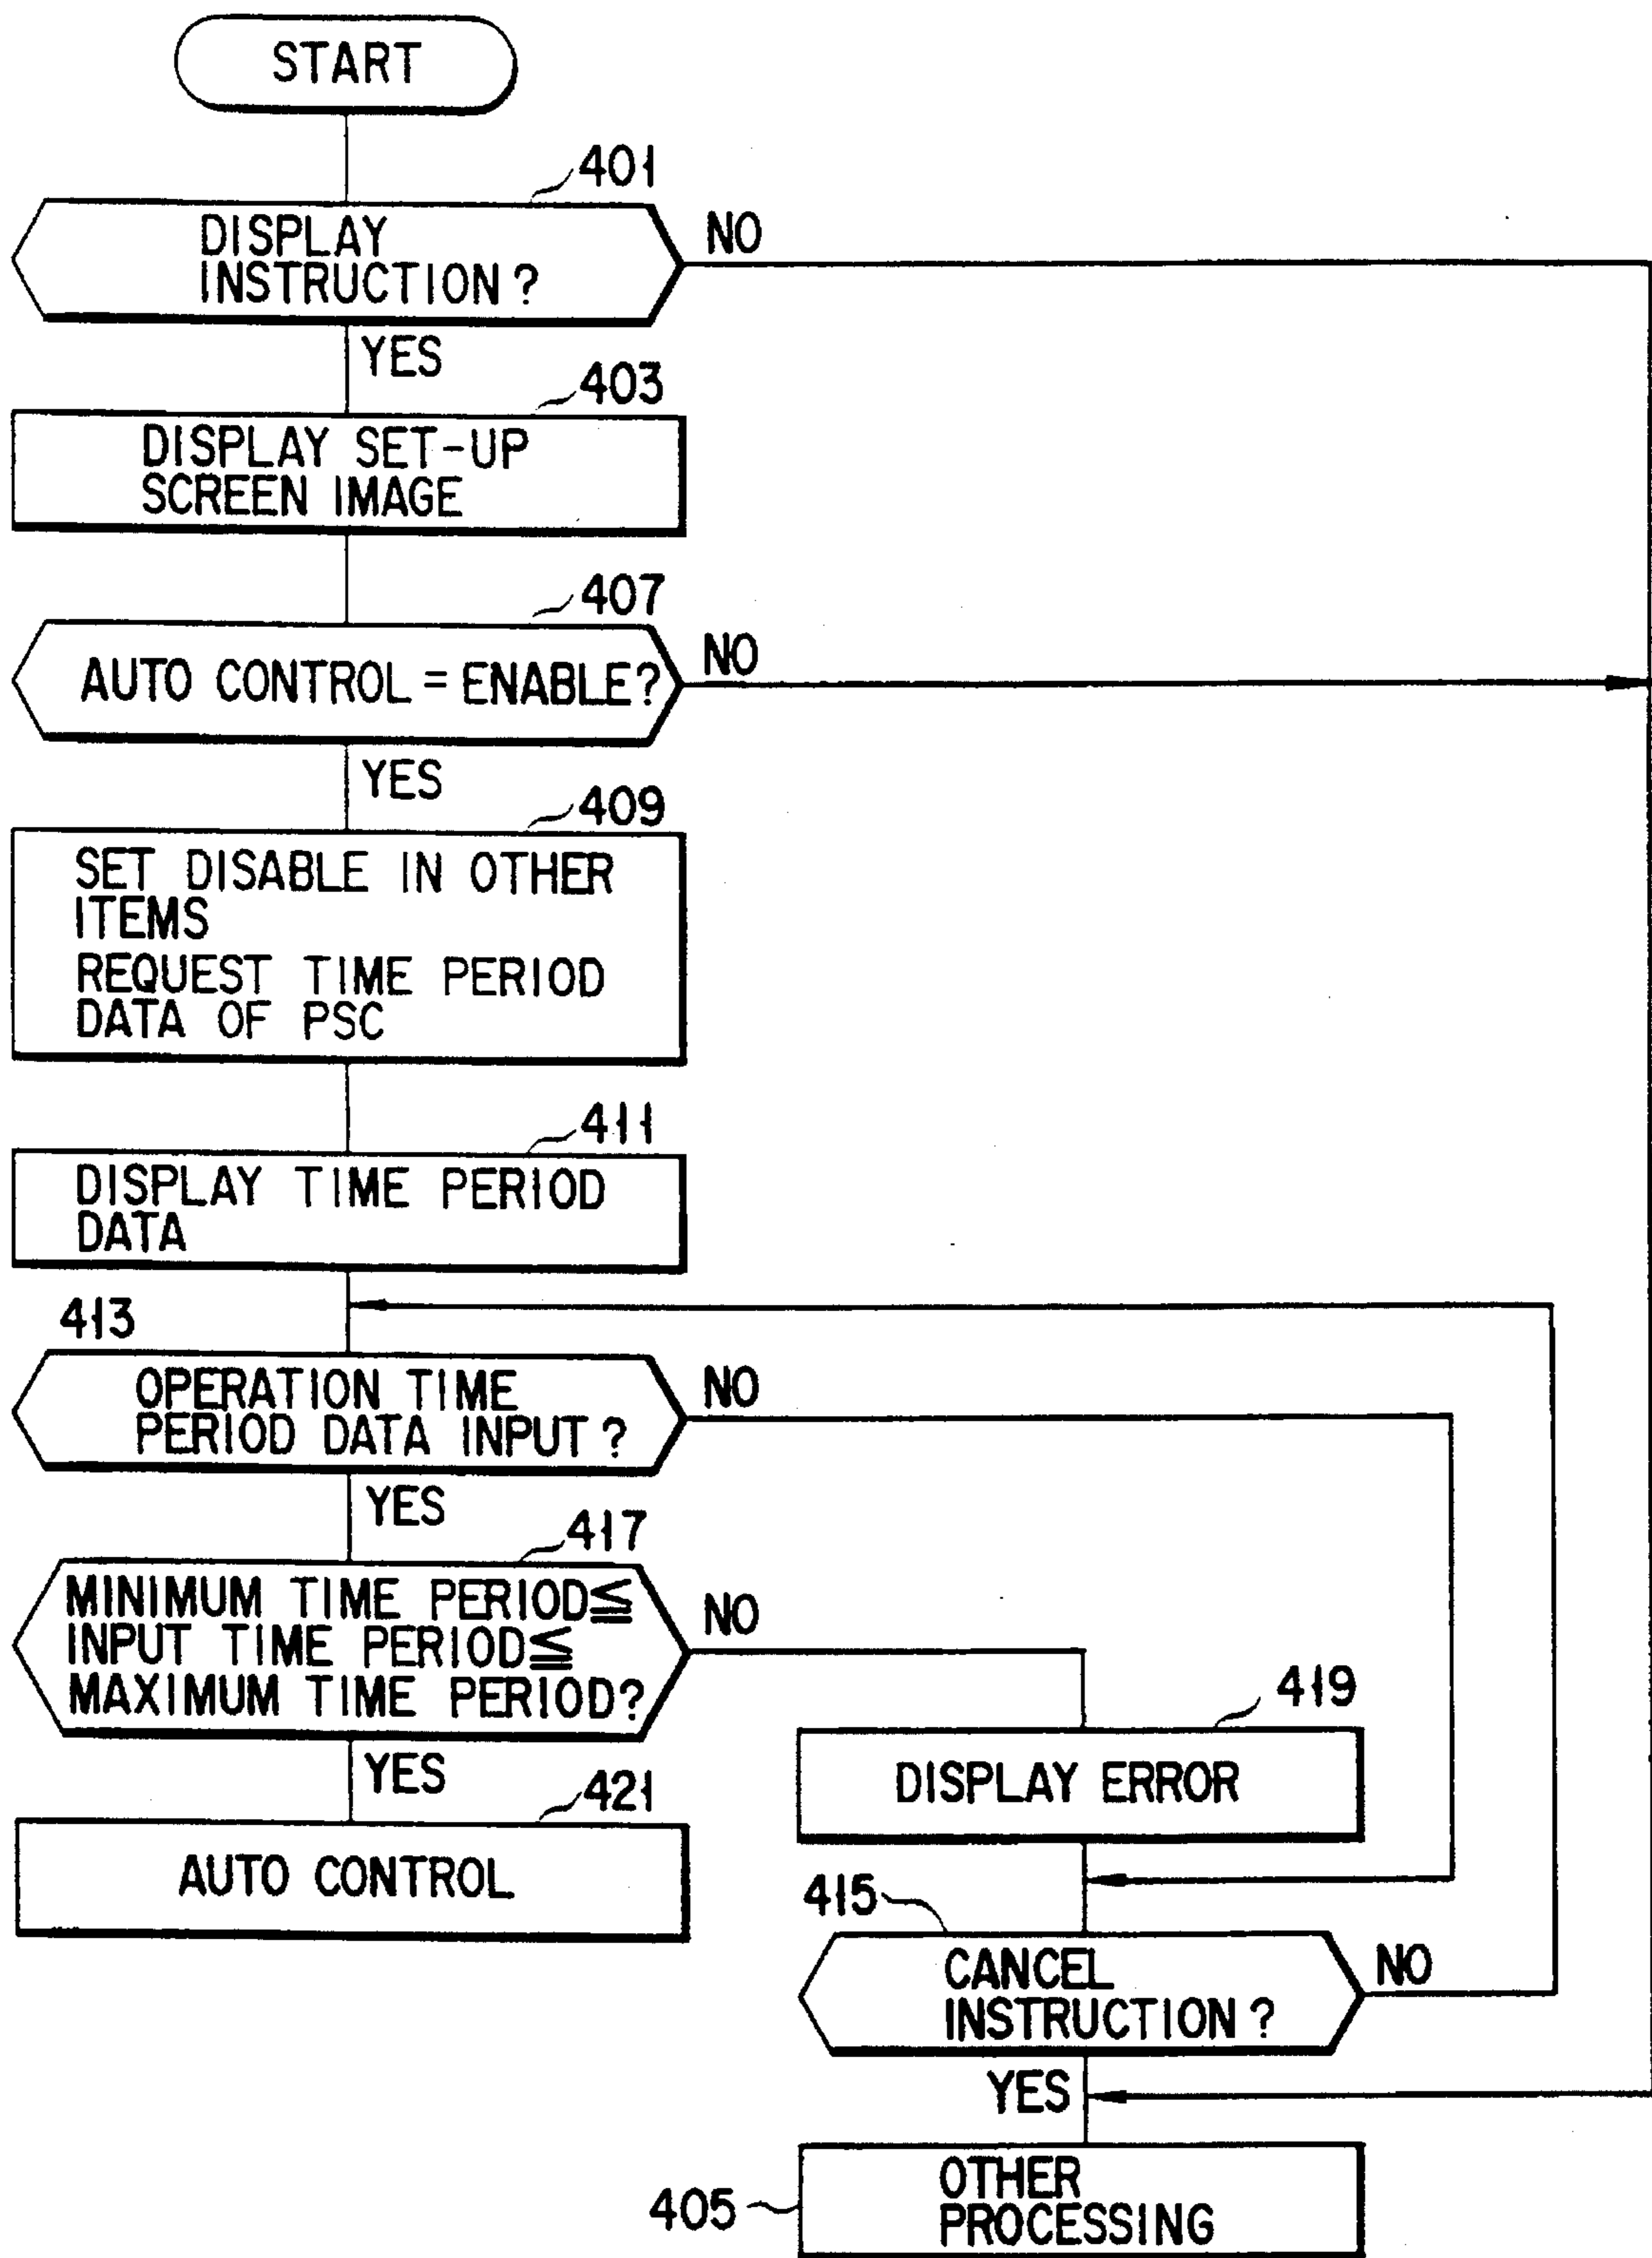 START
401
DISPLAY
INSTRUCTION?
NO
YES
403
DISPLAY SET-UP
SCREEN IMAGE
407
AUTO CONTROL = ENABLE?
NO
YES
409
SET DISABLE IN OTHER
ITEMS
REQUEST TIME PERIOD
DATA OF PSC
411
DISPLAY TIME PERIOD
DATA
413
OPERATION TIME
PERIOD DATA INPUT?
NO
YES
417
MINIMUM TIME PERIOD≦
INPUT TIME PERIOD≦
MAXIMUM TIME PERIOD?
NO
YES
419
DISPLAY ERROR
421
AUTO CONTROL
415
CANCEL
INSTRUCTION?
NO
YES
405
OTHER
PROCESSING